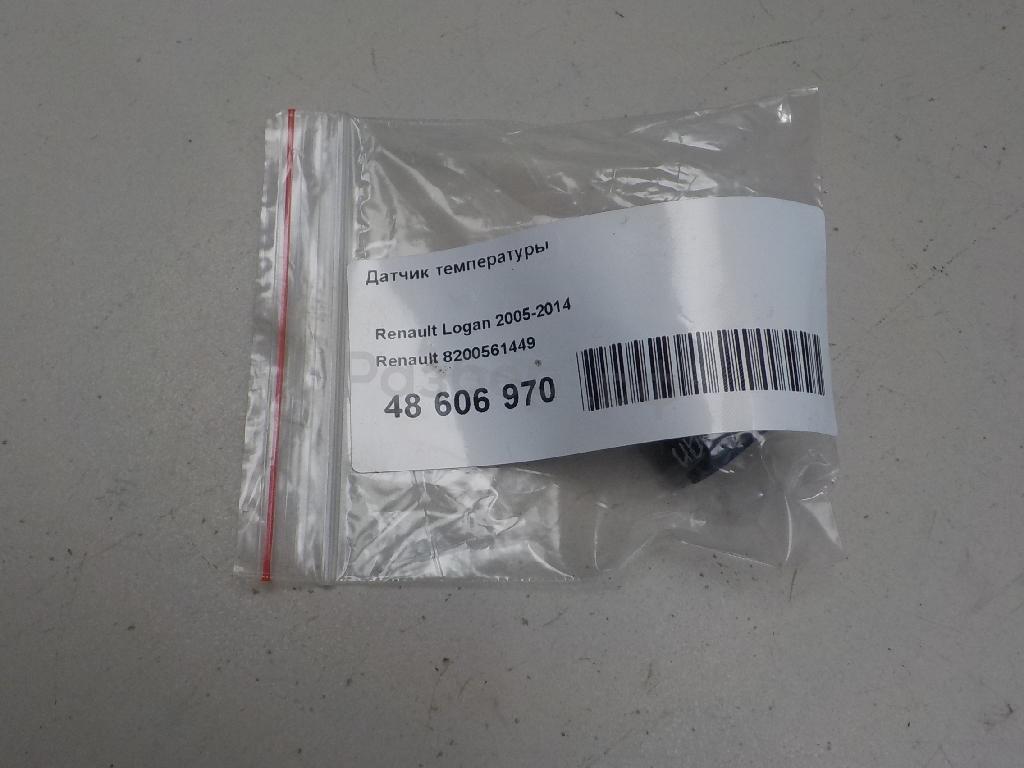 Датчик температуры
Renault Logan 2005-2014
Renault 8200561449
48 606 970